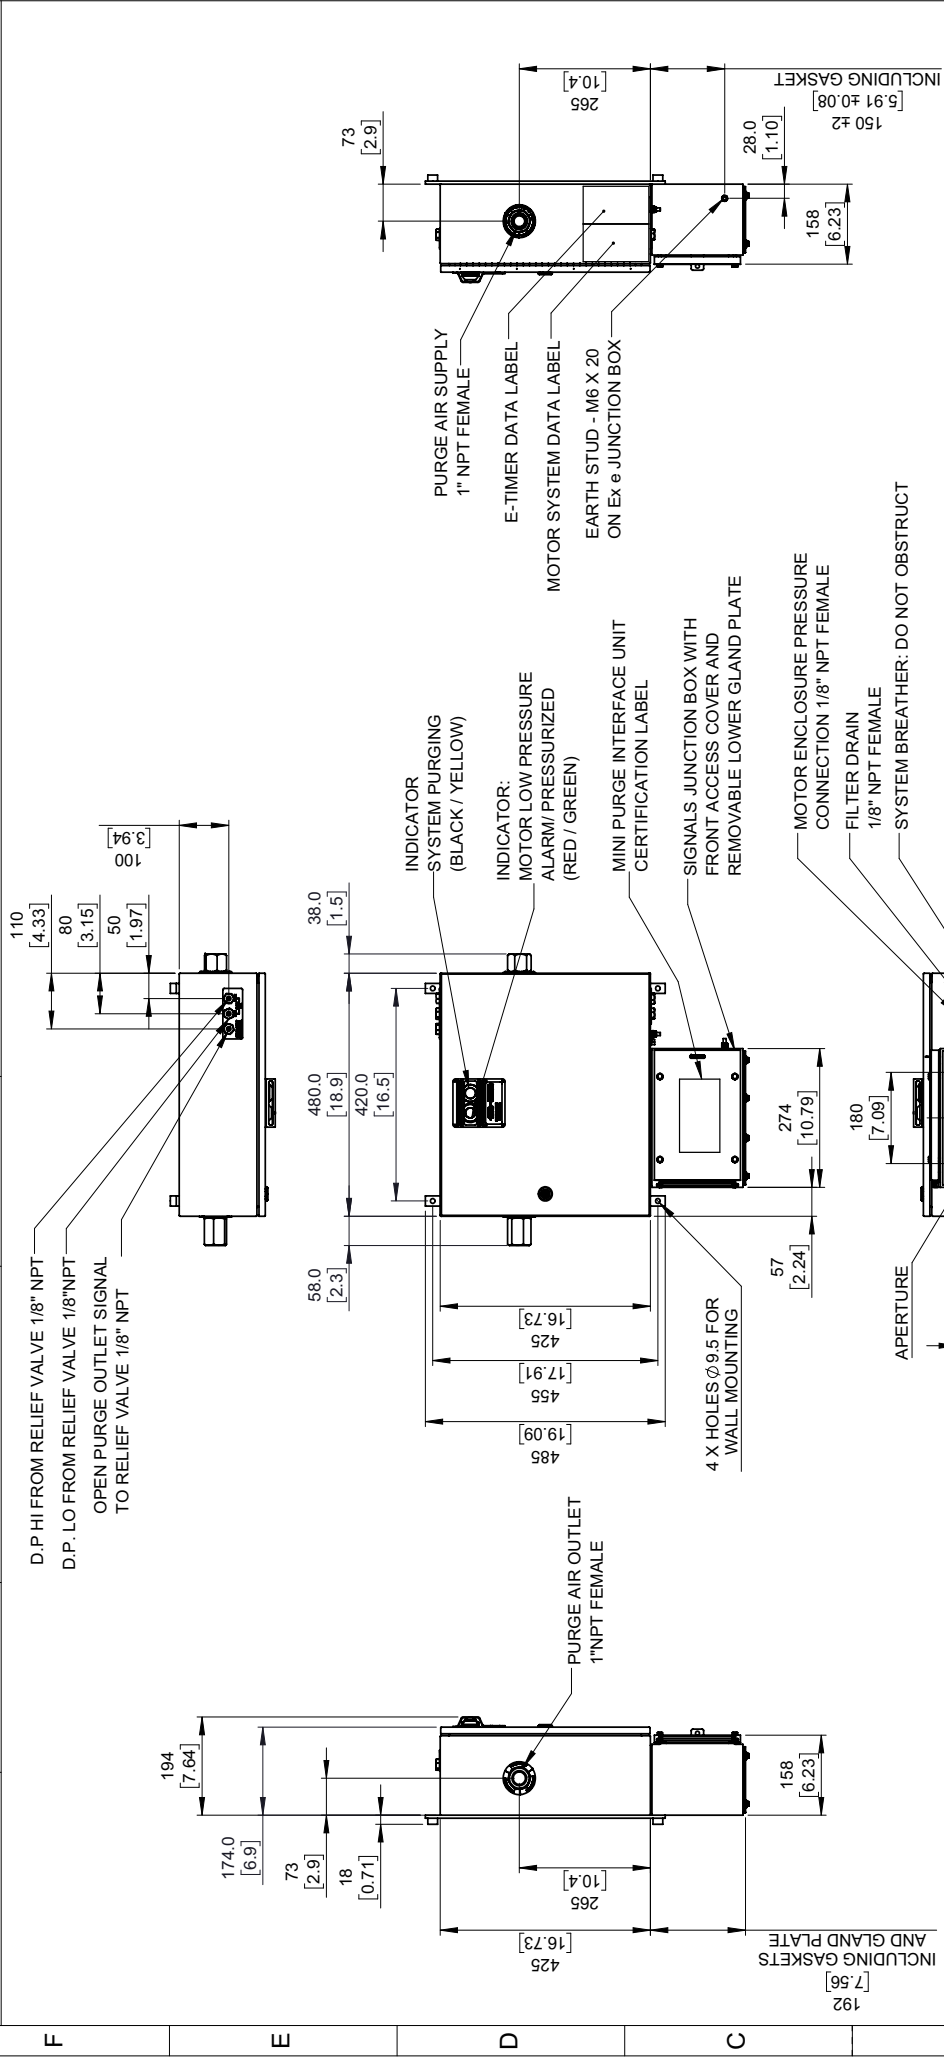 F
E
D
C
D.P HI FROM RELIEF VALVE 1/8" NPT
D.P. LO FROM RELIEF VALVE 1/8"NPT
OPEN PURGE OUTLET SIGNAL
TO RELIEF VALVE 1/8" NPT
110
[4.33]
80
[3.15]
50
[1.97]
100
[3.94]
194
[7.64]
174.0
[6.9]
73
[2.9]
18
[0.71]
425
[16.73]
265
[10.4]
192
[7.56]
INCLUDING GASKETS
AND GLAND PLATE
158
[6.23]
PURGE AIR OUTLET
1"NPT FEMALE
58.0
[2.3]
480.0
[18.9]
420.0
[16.5]
38.0
[1.5]
425
[16.73]
455
[17.91]
485
[19.09]
4 X HOLES Ø 9.5 FOR
WALL MOUNTING
57
[2.24]
274
[10.79]
INDICATOR
SYSTEM PURGING
(BLACK / YELLOW)
INDICATOR:
MOTOR LOW PRESSURE
ALARM/ PRESSURIZED
(RED / GREEN)
MINI PURGE INTERFACE UNIT
CERTIFICATION LABEL
SIGNALS JUNCTION BOX WITH
FRONT ACCESS COVER AND
REMOVABLE LOWER GLAND PLATE
73
[2.9]
265
[10.4]
150 ±2
[5.91 ±0.08]
INCLUDING GASKET
28.0
[1.10]
158
[6.23]
PURGE AIR SUPPLY
1" NPT FEMALE
E-TIMER DATA LABEL
MOTOR SYSTEM DATA LABEL
EARTH STUD - M6 X 20
ON Ex e JUNCTION BOX
APERTURE
180
[7.09]
MOTOR ENCLOSURE PRESSURE
CONNECTION 1/8" NPT FEMALE
FILTER DRAIN
1/8" NPT FEMALE
SYSTEM BREATHER: DO NOT OBSTRUCT